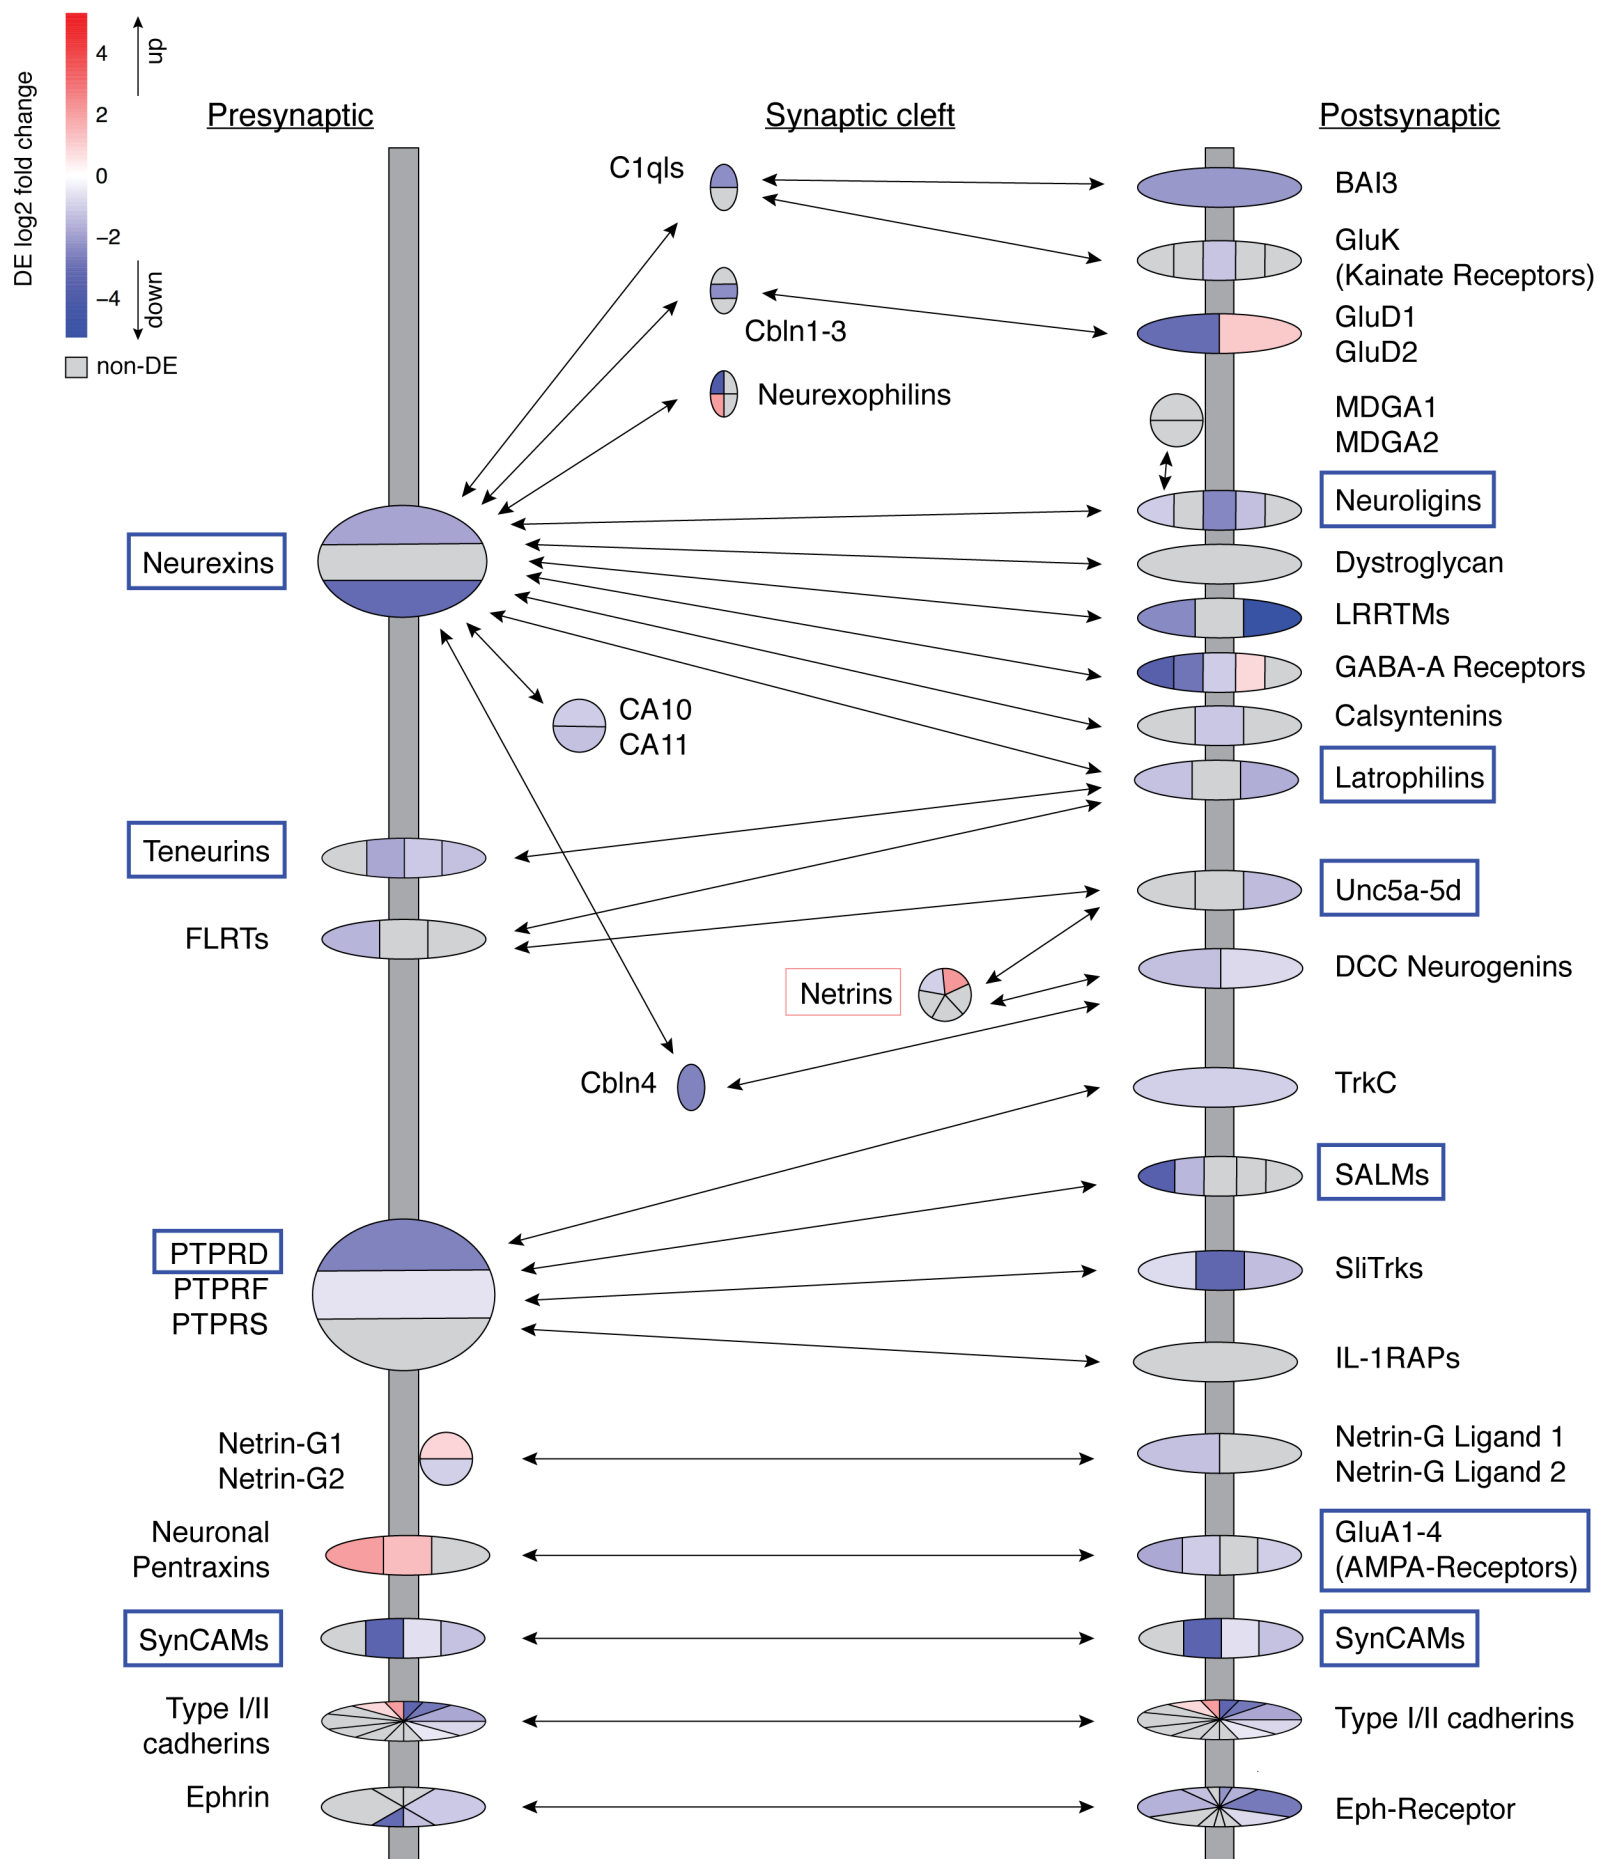 DE log2 fold change
4
2
0
−2
−4
up
down
non-DE
Presynaptic
Synaptic cleft
Postsynaptic
C1qls
Cbln1-3
Neurexophilins
BAI3
GluK
(Kainate Receptors)
GluD1
GluD2
MDGA1
MDGA2
Neuroligins
Neurexins
Dystroglycan
LRRTMs
GABA-A Receptors
CA10
CA11
Calsyntenins
Latrophilins
Teneurins
FLRTs
Unc5a-5d
Netrins
DCC Neurogenins
Cbln4
TrkC
SALMs
PTPRD
PTPRF
PTPRS
SliTrks
IL-1RAPs
Netrin-G1
Netrin-G2
Netrin-G Ligand 1
Netrin-G Ligand 2
Neuronal
Pentraxins
GluA1-4
(AMPA-Receptors)
SynCAMs
SynCAMs
Type I/II
cadherins
Type I/II cadherins
Ephrin
Eph-Receptor